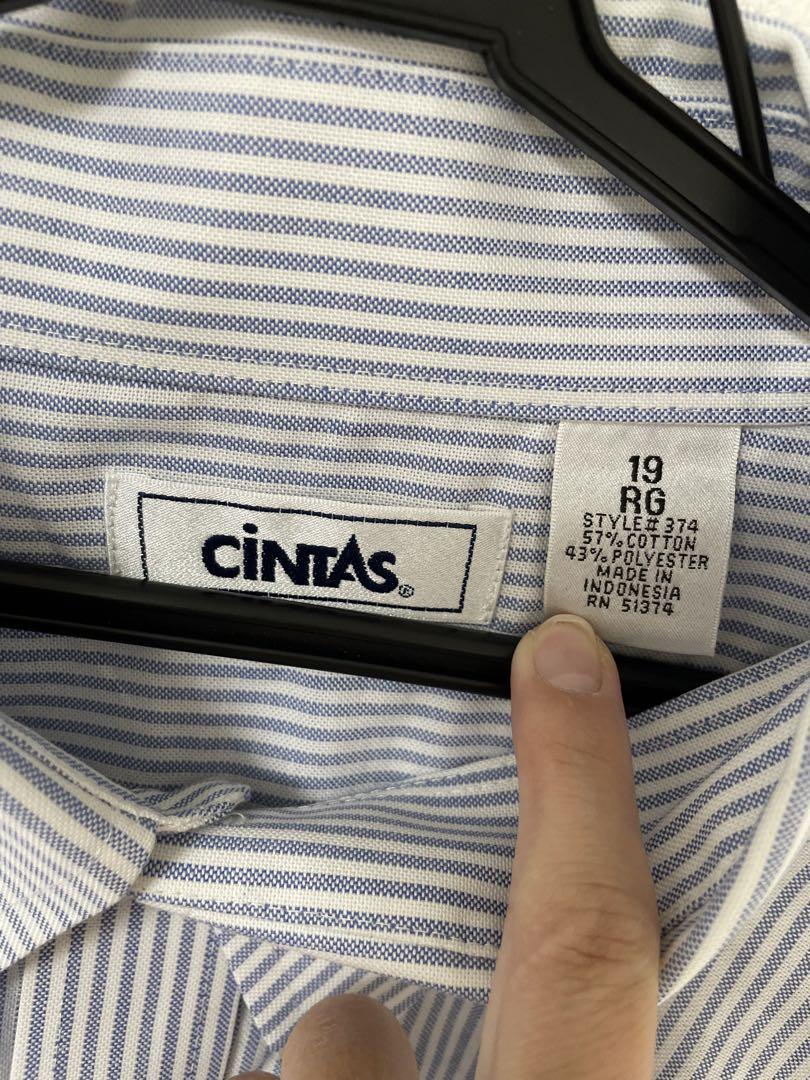 CiNTAS®
19
RG
STYLE# 374
57% COTTON
43% POLYESTER
MADE IN
INDONESIA
RN 51374